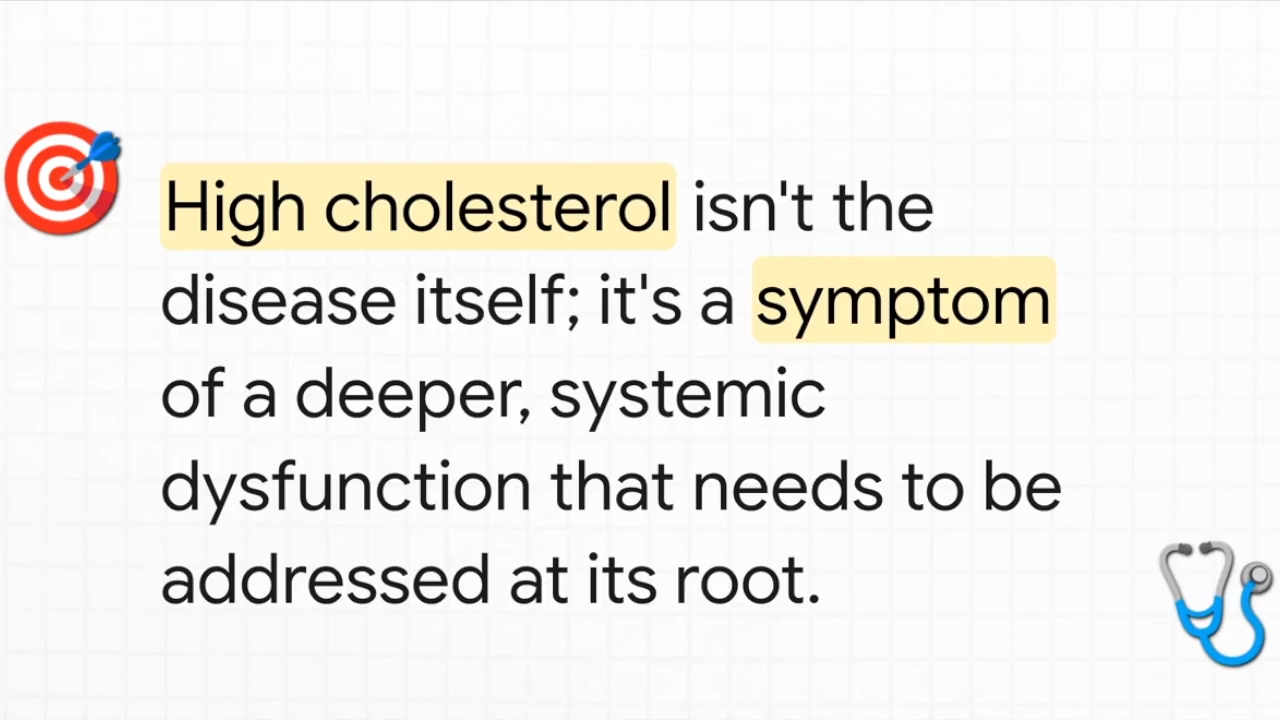 High cholesterol isn't the
disease itself; it's a symptom
of a deeper, systemic
dysfunction that needs to be
addressed at its root.